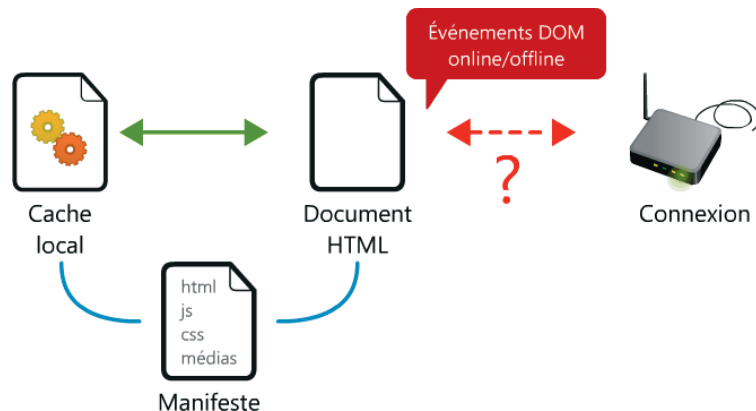 Événements DOM
online/offline
?
Cache
local
Document
HTML
Connexion
html
js
css
médias
Manifeste